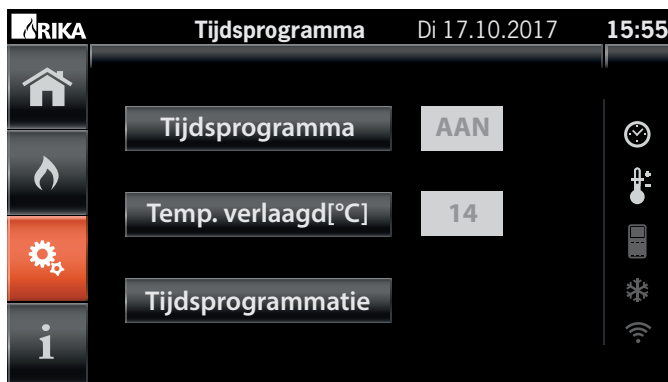 RIKA Tijdsprogramma Di 17.10.2017 15:55
Tijdsprogramma AAN
Temp. verlaagd[°C] 14
Tijdsprogrammatie
i